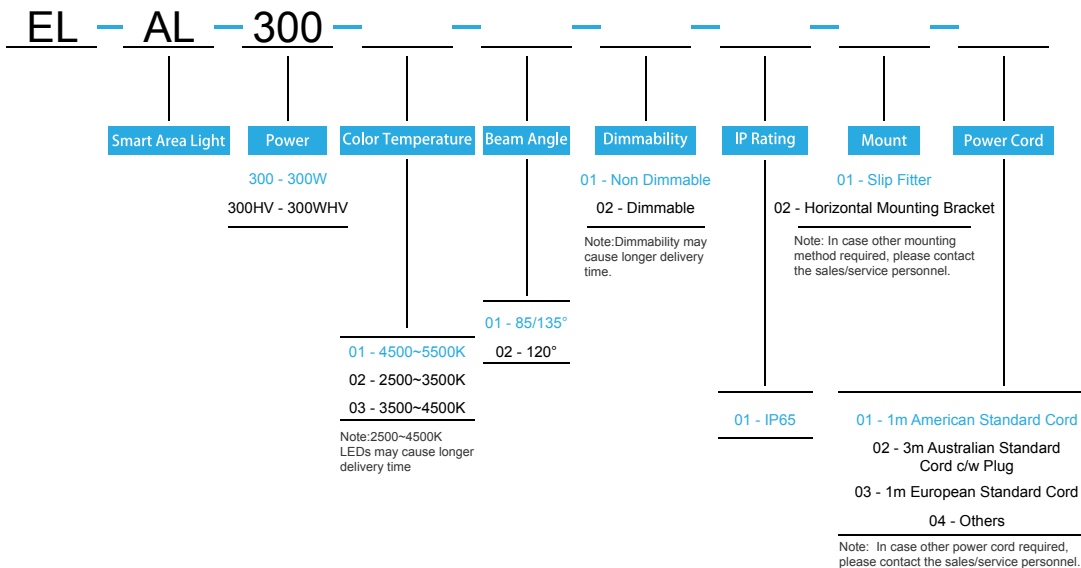 EL - AL - 300 - - - - - -
Smart Area Light
Power
300 - 300W
300HV - 300WHV
Color Temperature
01 - 4500~5500K
02 - 2500~3500K
03 - 3500~4500K
Note:2500~4500K
LEDs may cause longer
delivery time
Beam Angle
01 - 85/135°
02 - 120°
Dimmability
01 - Non Dimmable
02 - Dimmable
Note:Dimmability may
cause longer delivery
time.
IP Rating
01 - IP65
Mount
01 - Slip Fitter
02 - Horizontal Mounting Bracket
Note: In case other mounting
method required, please contact
the sales/service personnel.
Power Cord
01 - 1m American Standard Cord
02 - 3m Australian Standard
Cord c/w Plug
03 - 1m European Standard Cord
04 - Others
Note: In case other power cord required,
please contact the sales/service personnel.